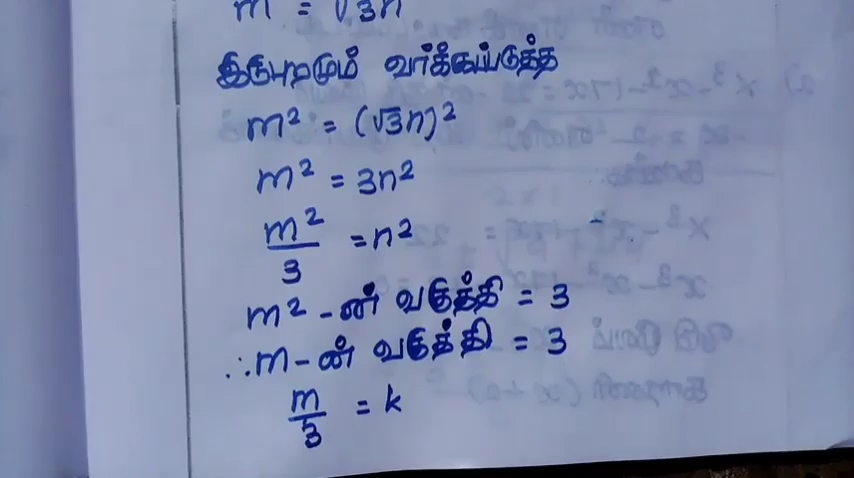 m = √3n
இருபுறமும் வர்க்கப்படுத்த
m² = (√3n)²
m² = 3n²
m²/3 = n²
m² - ன் வகுத்தி = 3
∴ m - ன் வகுத்தி = 3
m/3 = k